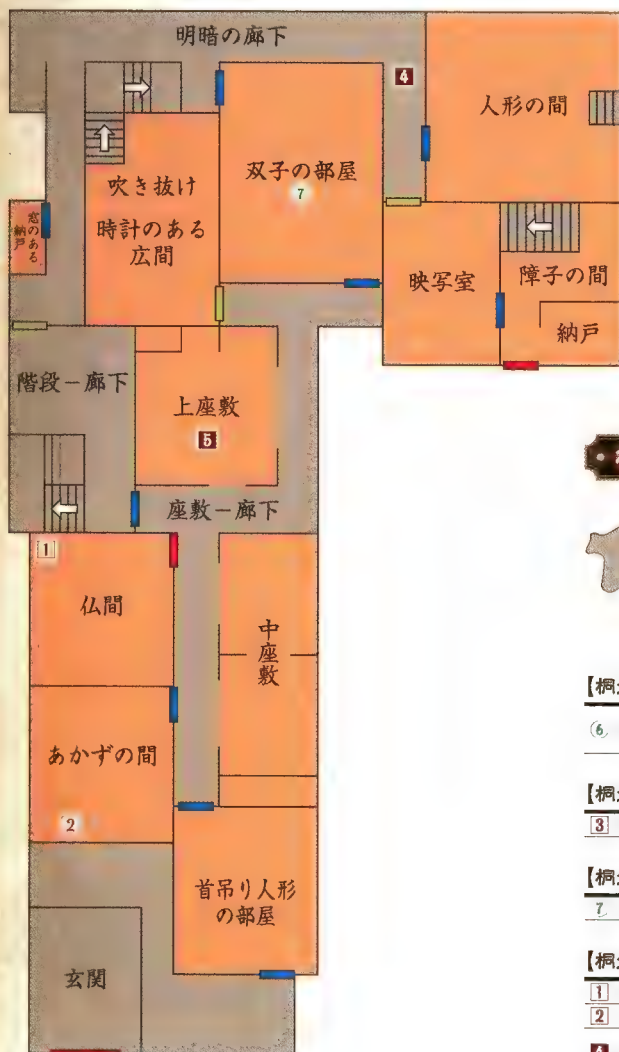 明暗の廊下
4
人形の間
双子の部屋
7
吹き抜け
時計のある
広間
窓のある
納戸
映写室
障子の間
納戸
階段－廊下
上座敷
5
座敷－廊下
1
仏間
中座敷
あかずの間
2
首吊り人形
の部屋
玄関
【桐
6
【桐
3
【桐
7
【桐
1
2
4